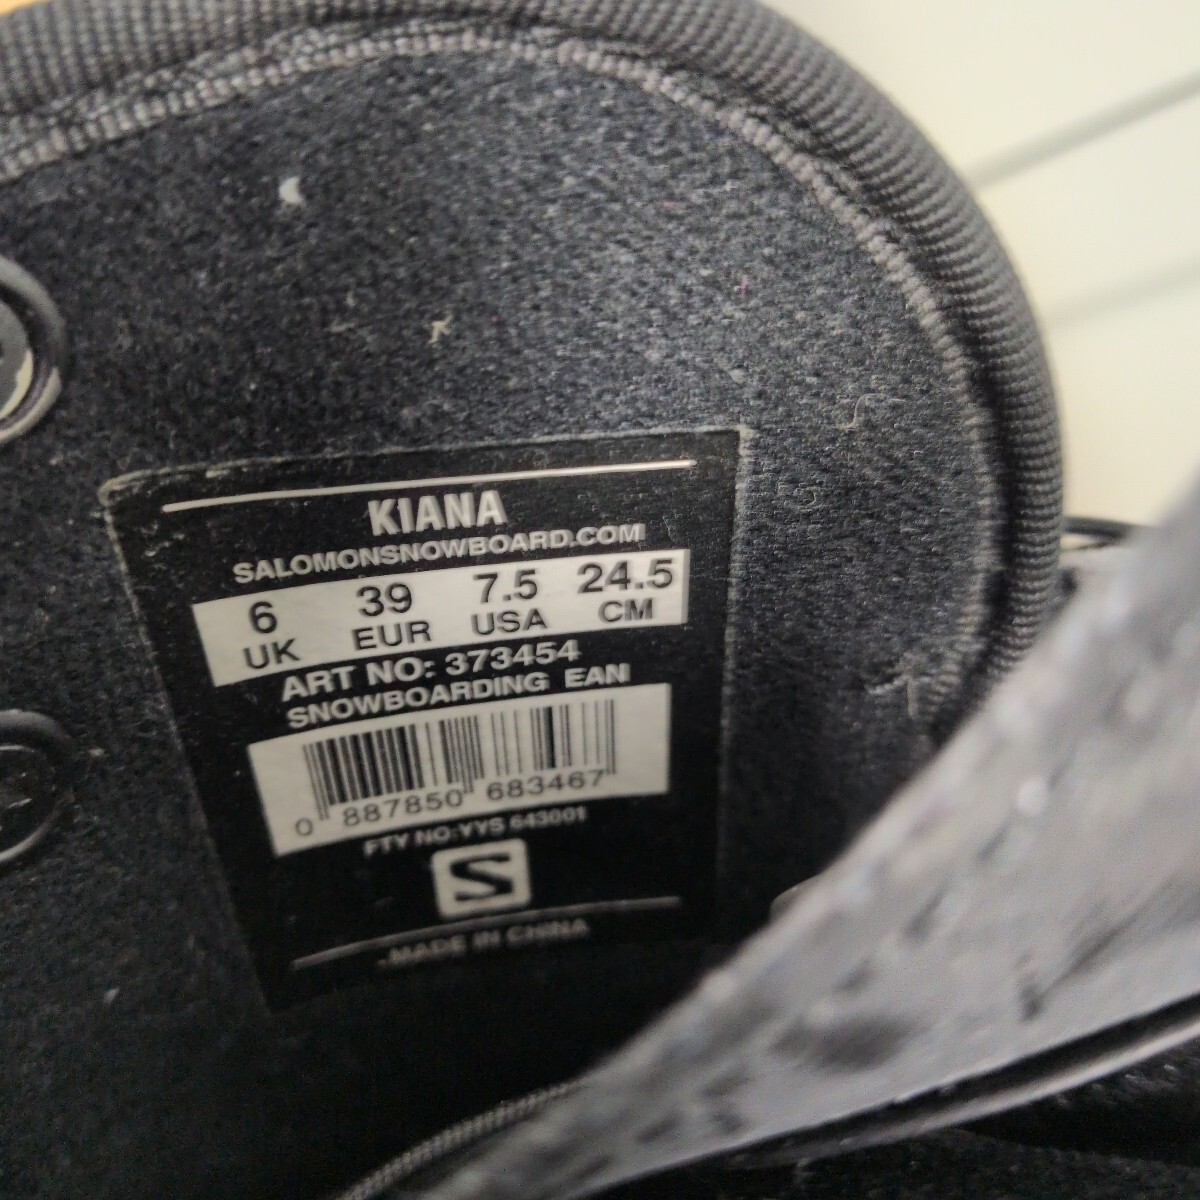 KIANA
SALOMONSNOWBOARD.COM
6 39 7.5 24.5
UK EUR USA CM
ART NO: 373454
SNOWBOARDING EAN
0 887850 683467
FTY NO:YYS 643001
S
MADE IN CHINA